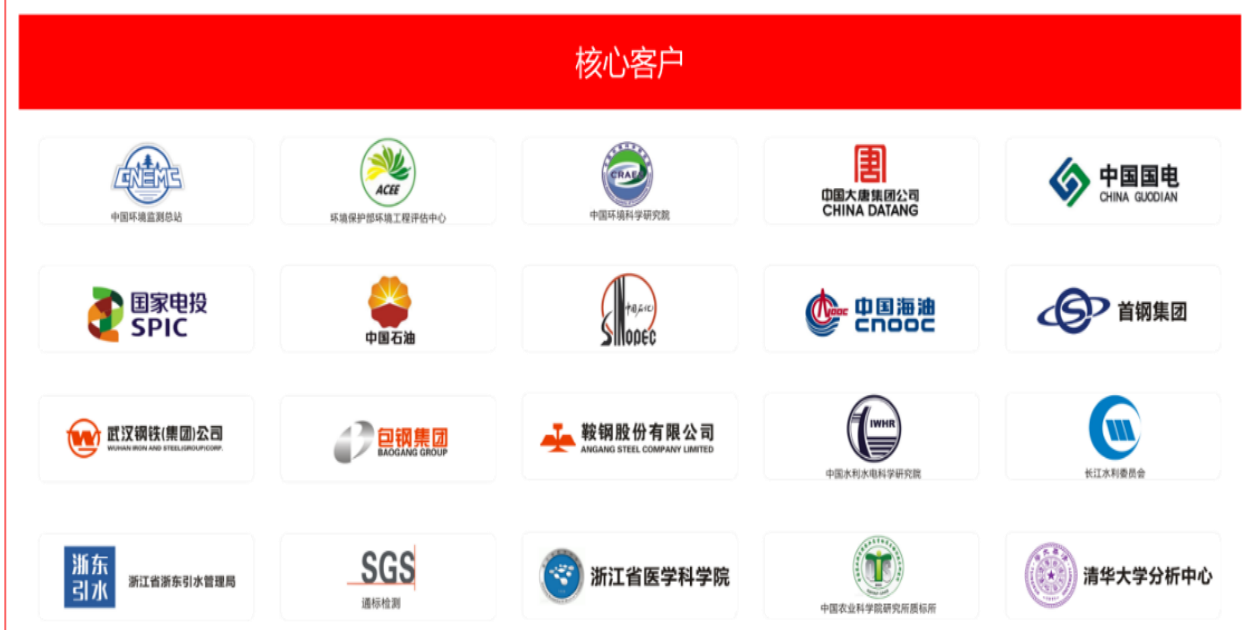 核心客户
CNEMC
中国环境监测总站
ACEE
环境保护部环境工程评估中心
CRAES
中国环境科学研究院
中国大唐集团公司
CHINA DATANG
中国国电
CHINA GUODIAN
国家电投
SPIC
中国石油
中国石化
SINOPEC
CNOOC
中国海油
CNOOC
首钢集团
武汉钢铁(集团)公司
WUHAN IRON AND STEEL(GROUP)CORP.
包钢集团
BAOGANG GROUP
鞍钢股份有限公司
ANGANG STEEL COMPANY LIMITED
IWHR
中国水利水电科学研究院
长江水利委员会
浙东
引水
浙江省浙东引水管理局
SGS
通标检测
浙江省医学科学院
中国农业科学院研究所质标所
清华大学分析中心